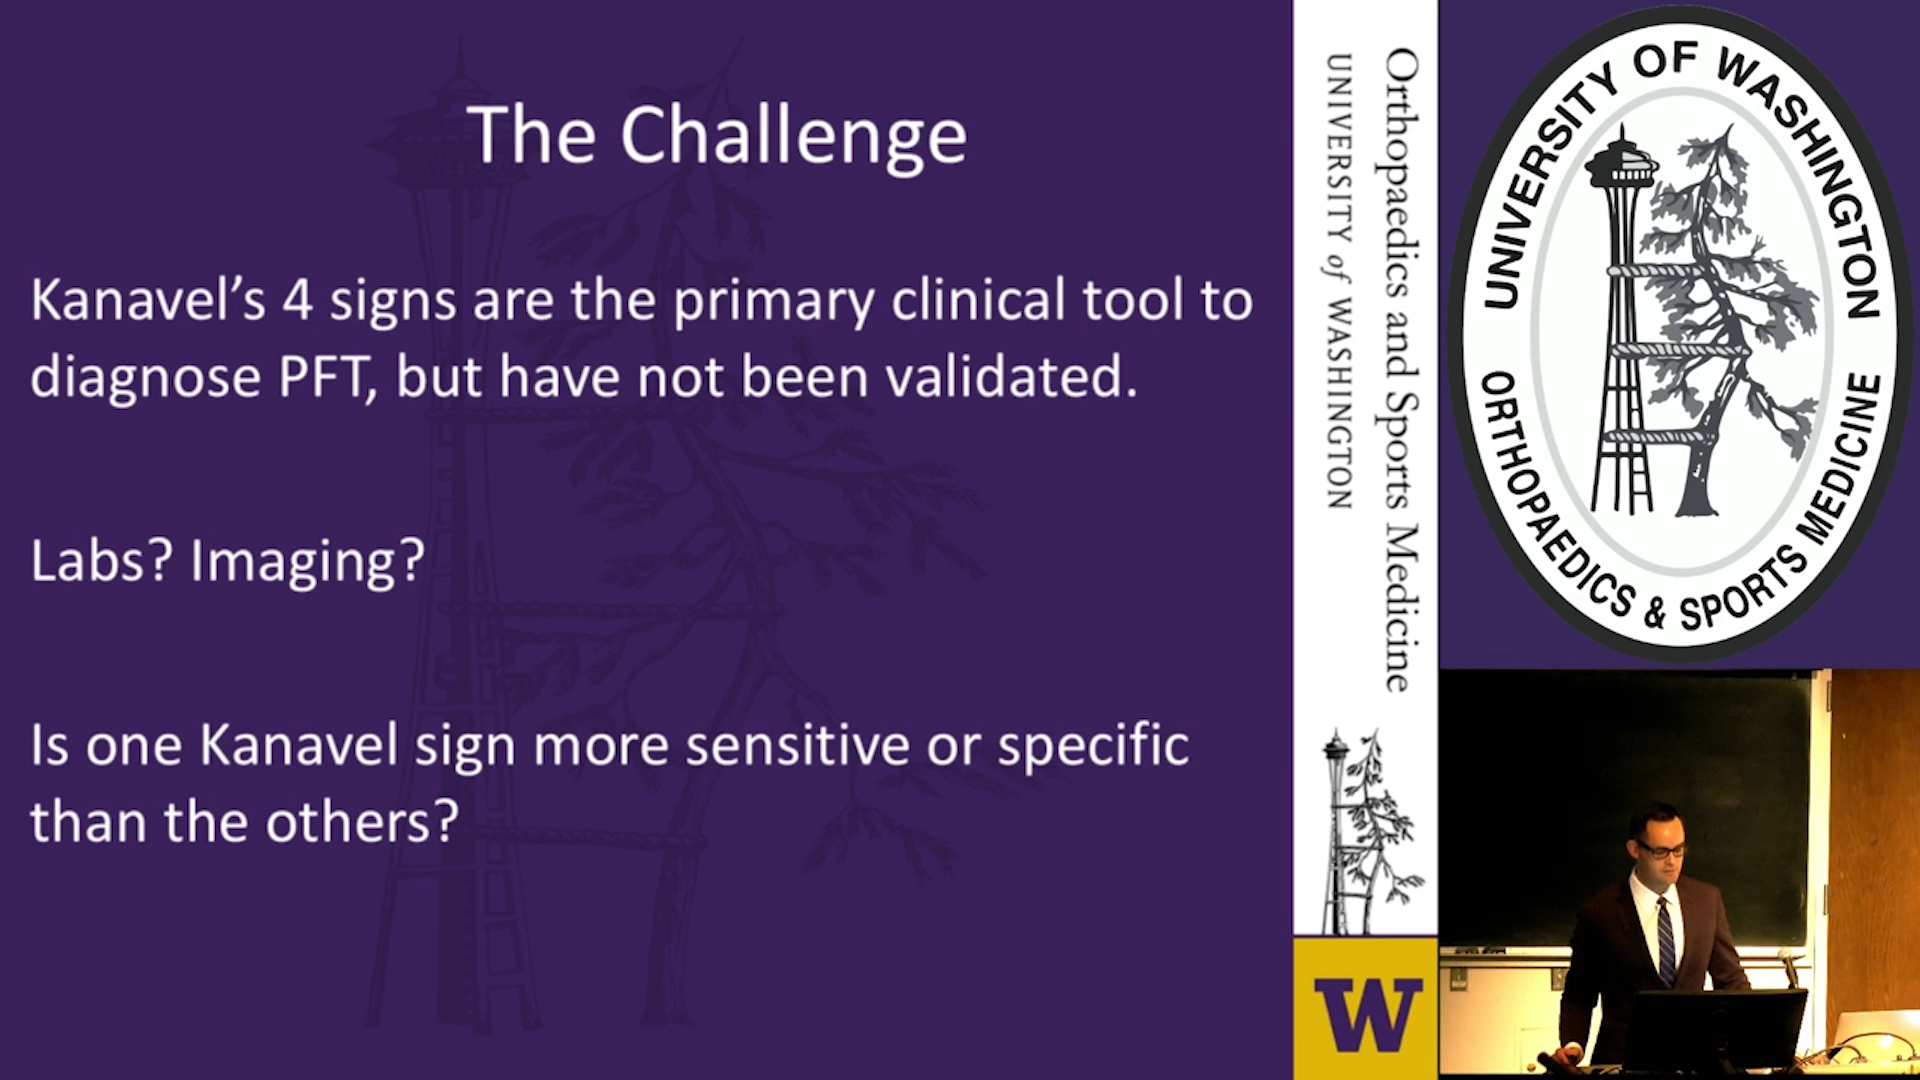 The Challenge
Kanavel’s 4 signs are the primary clinical tool to
diagnose PFT, but have not been validated.
Labs? Imaging?
Is one Kanavel sign more sensitive or specific
than the others?
Orthopaedics and Sports Medicine
UNIVERSITY of WASHINGTON
W
UNIVERSITY OF WASHINGTON
ORTHOPAEDICS & SPORTS MEDICINE